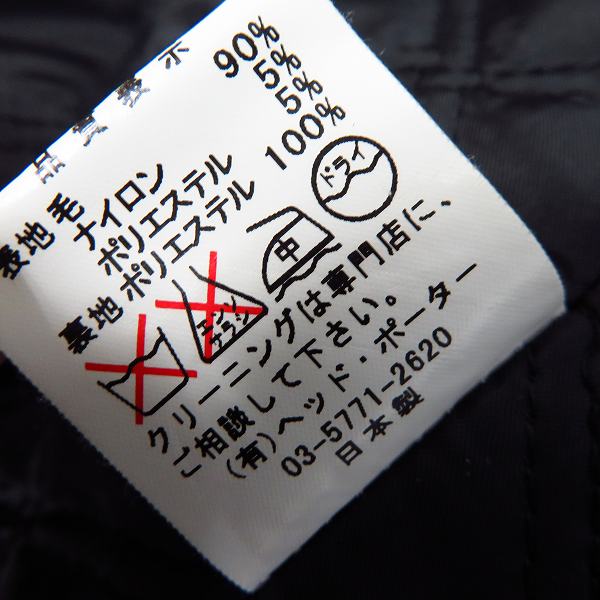 品質表示
表地 毛 90%
ナイロン 5%
ポリエステル 5%
裏地 ポリエステル 100%
エンソ
サラシ
中
ドライ
クリーニングは専門店に、
ご相談して下さい。
(有)ヘッド・ポーター
03-5771-2620
日本製